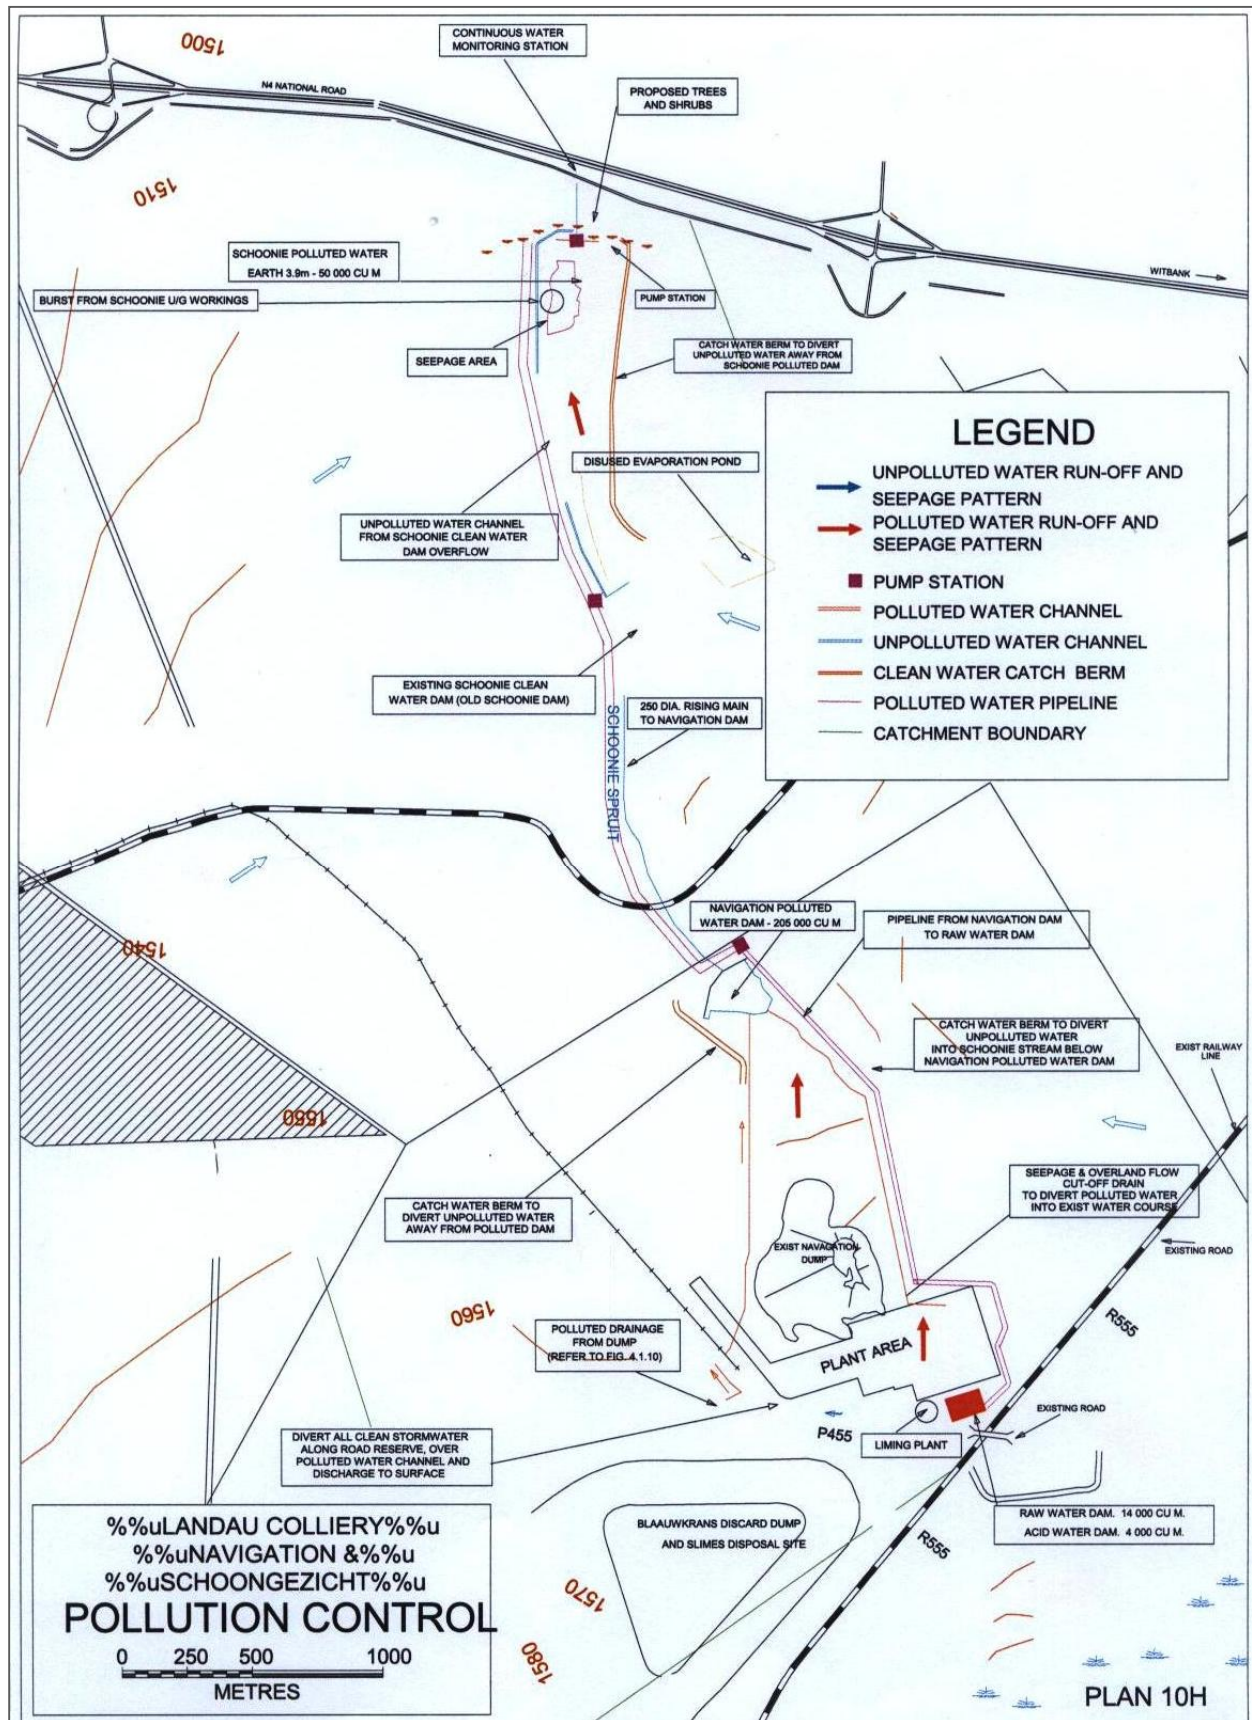 1500
CONTINUOUS WATER
MONITORING STATION
N4 NATIONAL ROAD
PROPOSED TREES
AND SHRUBS
1510
SCHOONIE POLLUTED WATER
EARTH 3.9m - 50 000 CU M
WITBANK
BURST FROM SCHOONIE U/G WORKINGS
PUMP STATION
SEEPAGE AREA
CATCH WATER BERM TO DIVERT
UNPOLLUTED WATER AWAY FROM
SCHOONIE POLLUTED DAM
LEGEND
UNPOLLUTED WATER RUN-OFF AND
SEEPAGE PATTERN
POLLUTED WATER RUN-OFF AND
SEEPAGE PATTERN
PUMP STATION
POLLUTED WATER CHANNEL
UNPOLLUTED WATER CHANNEL
CLEAN WATER CATCH BERM
POLLUTED WATER PIPELINE
CATCHMENT BOUNDARY
DISUSED EVAPORATION POND
UNPOLLUTED WATER CHANNEL
FROM SCHOONIE CLEAN WATER
DAM OVERFLOW
EXISTING SCHOONIE CLEAN
WATER DAM (OLD SCHOONIE DAM)
250 DIA. RISING MAIN
TO NAVIGATION DAM
SCHOONIE SPRUIT
NAVIGATION POLLUTED
WATER DAM - 205 000 CU M
PIPELINE FROM NAVIGATION DAM
TO RAW WATER DAM
1540
CATCH WATER BERM TO DIVERT
UNPOLLUTED WATER
INTO SCHOONIE STREAM BELOW
NAVIGATION POLLUTED WATER DAM
EXIST RAILWAY
LINE
1550
SEEPAGE & OVERLAND FLOW
CUT-OFF DRAIN
TO DIVERT POLLUTED WATER
INTO EXIST WATER COURSE
CATCH WATER BERM TO
DIVERT UNPOLLUTED WATER
AWAY FROM POLLUTED DAM
EXIST NAVAGATION
DUMP
EXISTING ROAD
1560
R555
POLLUTED DRAINAGE
FROM DUMP
(REFER TO FIG. 4.1.10)
PLANT AREA
EXISTING ROAD
P455
LIMING PLANT
DIVERT ALL CLEAN STORMWATER
ALONG ROAD RESERVE, OVER
POLLUTED WATER CHANNEL AND
DISCHARGE TO SURFACE
RAW WATER DAM. 14 000 CU M.
ACID WATER DAM. 4 000 CU M.
BLAAUWKRANS DISCARD DUMP
AND SLIMES DISPOSAL SITE
R555
1570
1580
%%uLANDAU COLLIERY%%u
%%uNAVIGATION &%%u
%%uSCHOONGEZICHT%%u
POLLUTION CONTROL
0 250 500 1000
METRES
PLAN 10H